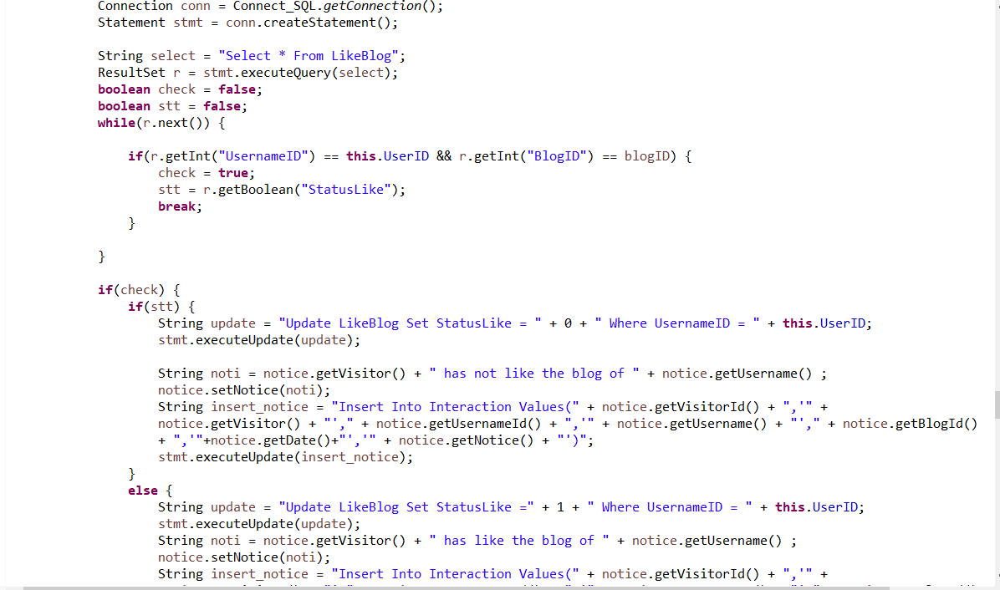 Connection conn = Connect_SQL.getConnection();
Statement stmt = conn.createStatement();
String select = "Select * From LikeBlog";
ResultSet r = stmt.executeQuery(select);
boolean check = false;
boolean stt = false;
while(r.next()) {
if(r.getInt("UsernameID") == this.UserID && r.getInt("BlogID") == blogID) {
check = true;
stt = r.getBoolean("StatusLike");
break;
}
}
if(check) {
if(stt) {
String update = "Update LikeBlog Set StatusLike = " + 0 + " Where UsernameID = " + this.UserID;
stmt.executeUpdate(update);
String noti = notice.getVisitor() + " has not like the blog of " + notice.getUsername() ;
notice.setNotice(noti);
String insert_notice = "Insert Into Interaction Values(" + notice.getVisitorId() + ",'" +
notice.getVisitor() + "'," + notice.getUsernameId() + ",'" + notice.getUsername() + "'," + notice.getBlogId()
+ ",'"+notice.getDate()+"','" + notice.getNotice() + "')";
stmt.executeUpdate(insert_notice);
}
else {
String update = "Update LikeBlog Set StatusLike =" + 1 + " Where UsernameID = " + this.UserID;
stmt.executeUpdate(update);
String noti = notice.getVisitor() + " has like the blog of " + notice.getUsername() ;
notice.setNotice(noti);
String insert_notice = "Insert Into Interaction Values(" + notice.getVisitorId() + ",'" +